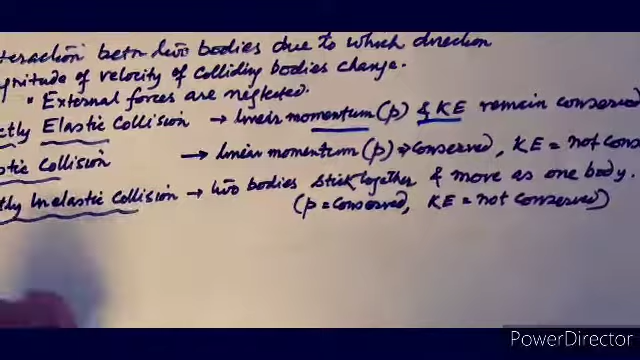 teraction betn two bodies due to which direction
gnitude of velocity of colliding bodies change.
* External forces are neglected.
ctly Elastic Collision → linear momentum (p) & KE remain conserved
stic Collision → linear momentum (p) → conserved, KE = not cons
tly Inelastic Collision → two bodies stick together & move as one body.
(p = conserved, KE = not conserved)
PowerDirector